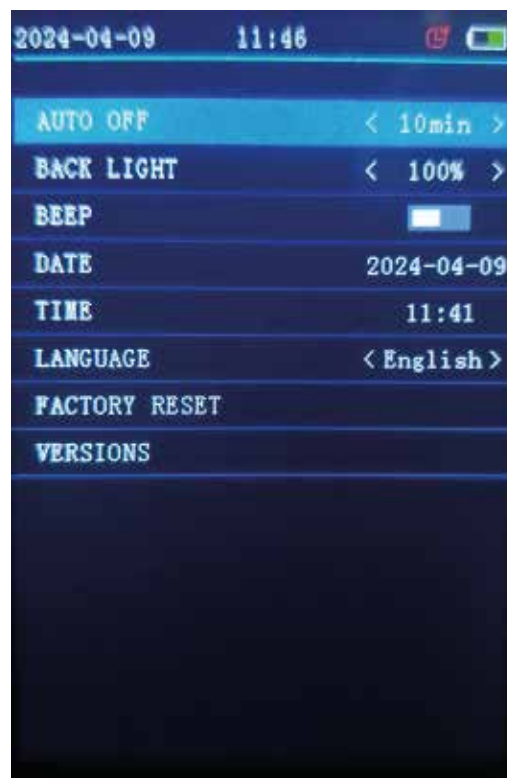 2024-04-09 11:46
AUTO OFF < 10min >
BACK LIGHT < 100% >
BEEP
DATE 2024-04-09
TIME 11:41
LANGUAGE < English >
FACTORY RESET
VERSIONS